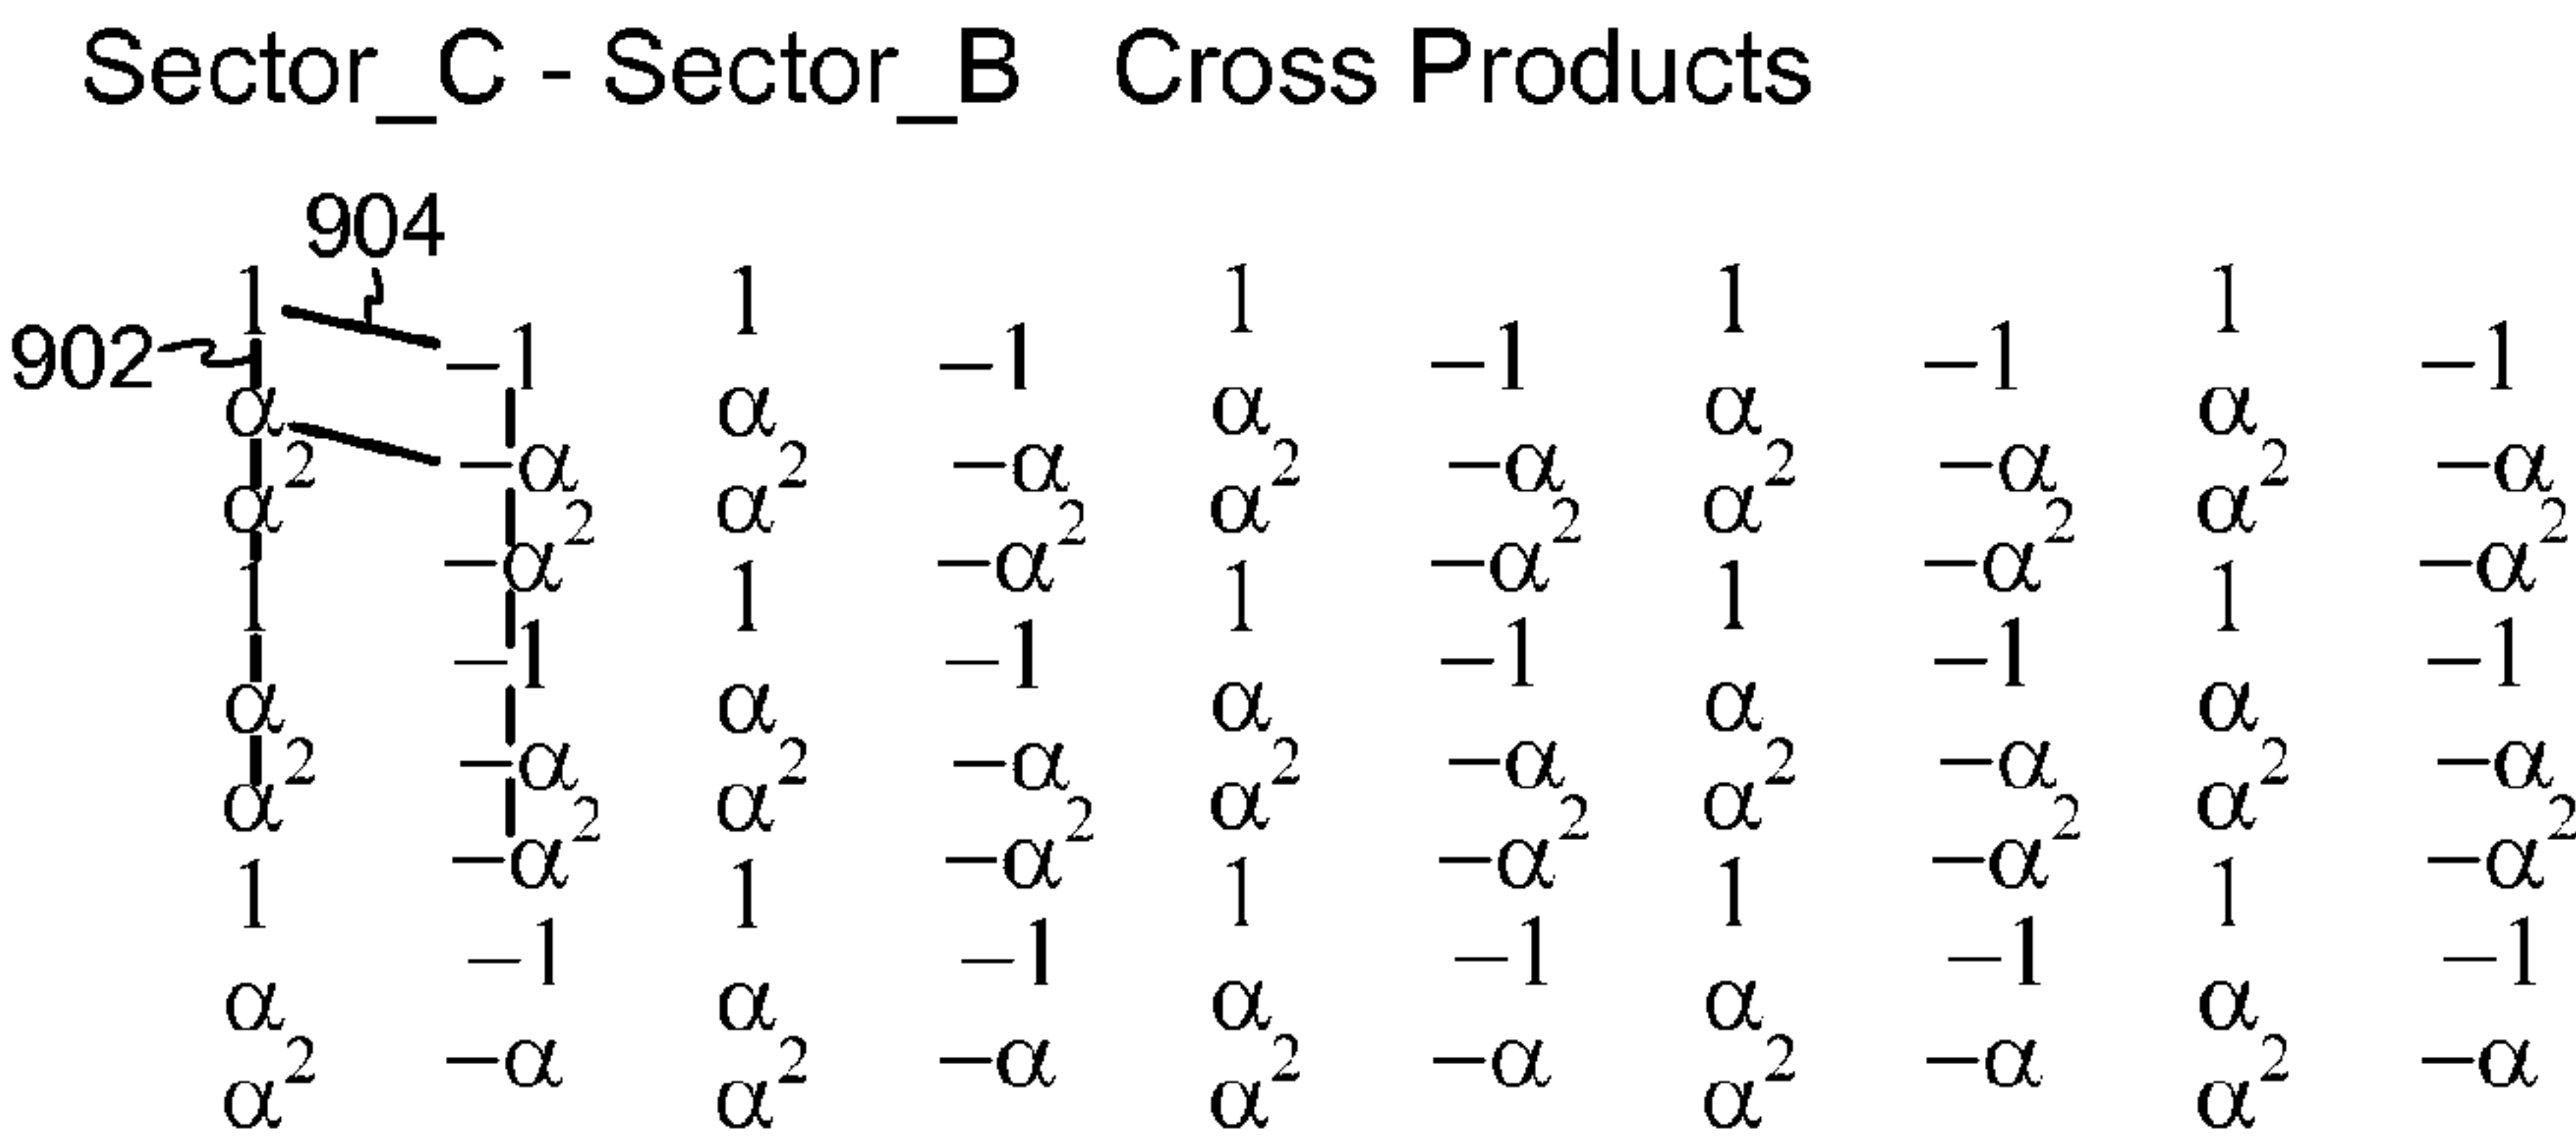 Sector_C - Sector_B Cross Products
904
1 1 1 1 1
902 -1 -1 -1 -1 -1
α α α α α
-α -α -α -α -α
α² α² α² α² α²
-α² -α² -α² -α² -α²
1 1 1 1 1
-1 -1 -1 -1 -1
α α α α α
-α -α -α -α -α
α² α² α² α² α²
-α² -α² -α² -α² -α²
1 1 1 1 1
-1 -1 -1 -1 -1
α α α α α
-α -α -α -α -α
α² α² α² α² α²